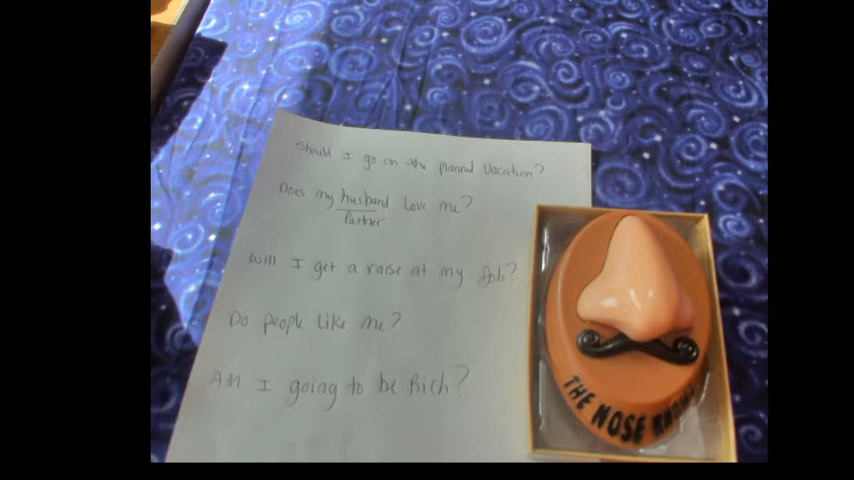 Should I go on the planned Vacation?
Does my husband Love me?
Partner
Will I get a raise at my Job?
Do people like me?
AM I going to be Rich?
THE NOSE KNOWS